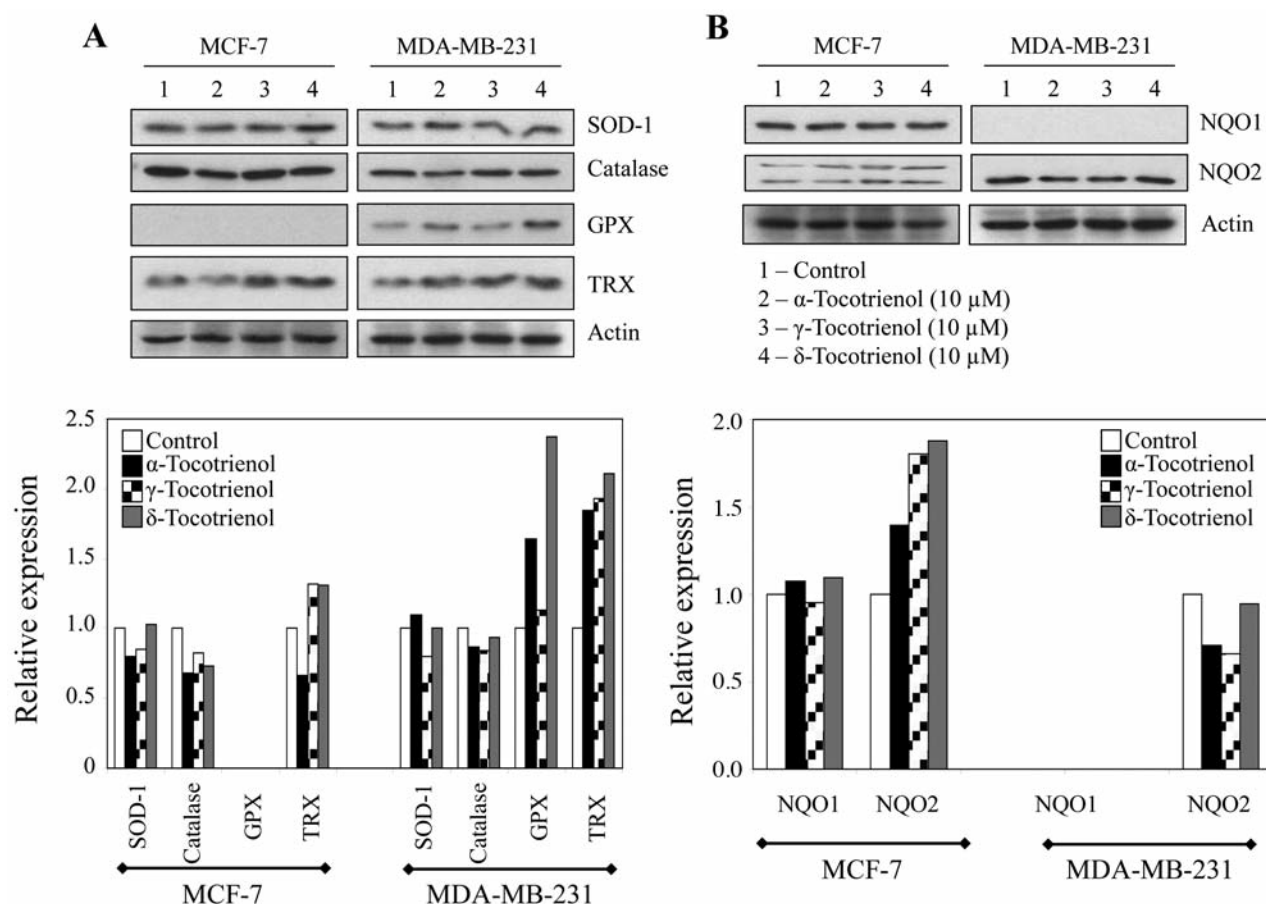 A
MCF-7 MDA-MB-231
1 2 3 4 1 2 3 4
SOD-1
Catalase
GPX
TRX
Actin
B
MCF-7 MDA-MB-231
1 2 3 4 1 2 3 4
NQO1
NQO2
Actin
1 – Control
2 – α-Tocotrienol (10 µM)
3 – γ-Tocotrienol (10 µM)
4 – δ-Tocotrienol (10 µM)
Relative expression
2.5
2.0
1.5
1.0
0.5
0
Control
α-Tocotrienol
γ-Tocotrienol
δ-Tocotrienol
SOD-1 Catalase GPX TRX SOD-1 Catalase GPX TRX
MCF-7 MDA-MB-231
Relative expression
2.0
1.5
1.0
0.5
0.0
Control
α-Tocotrienol
γ-Tocotrienol
δ-Tocotrienol
NQO1 NQO2 NQO1 NQO2
MCF-7 MDA-MB-231